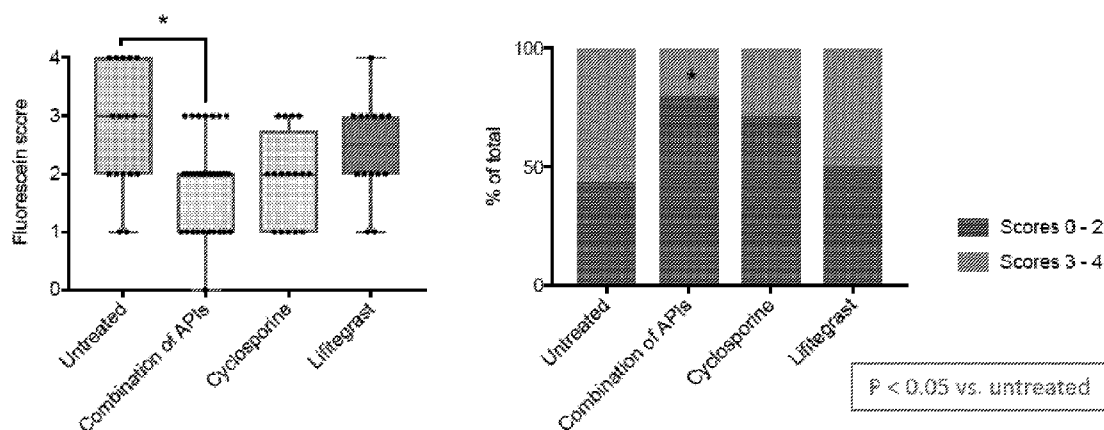 *
4
3
2
1
0
Fluorescein score
Untreated
Combination of APIs
Cyclosporine
Lifitegrast
100
50
0
% of total
*
Untreated
Combination of APIs
Cyclosporine
Lifitegrast
Scores 0 - 2
Scores 3 - 4
P < 0.05 vs. untreated